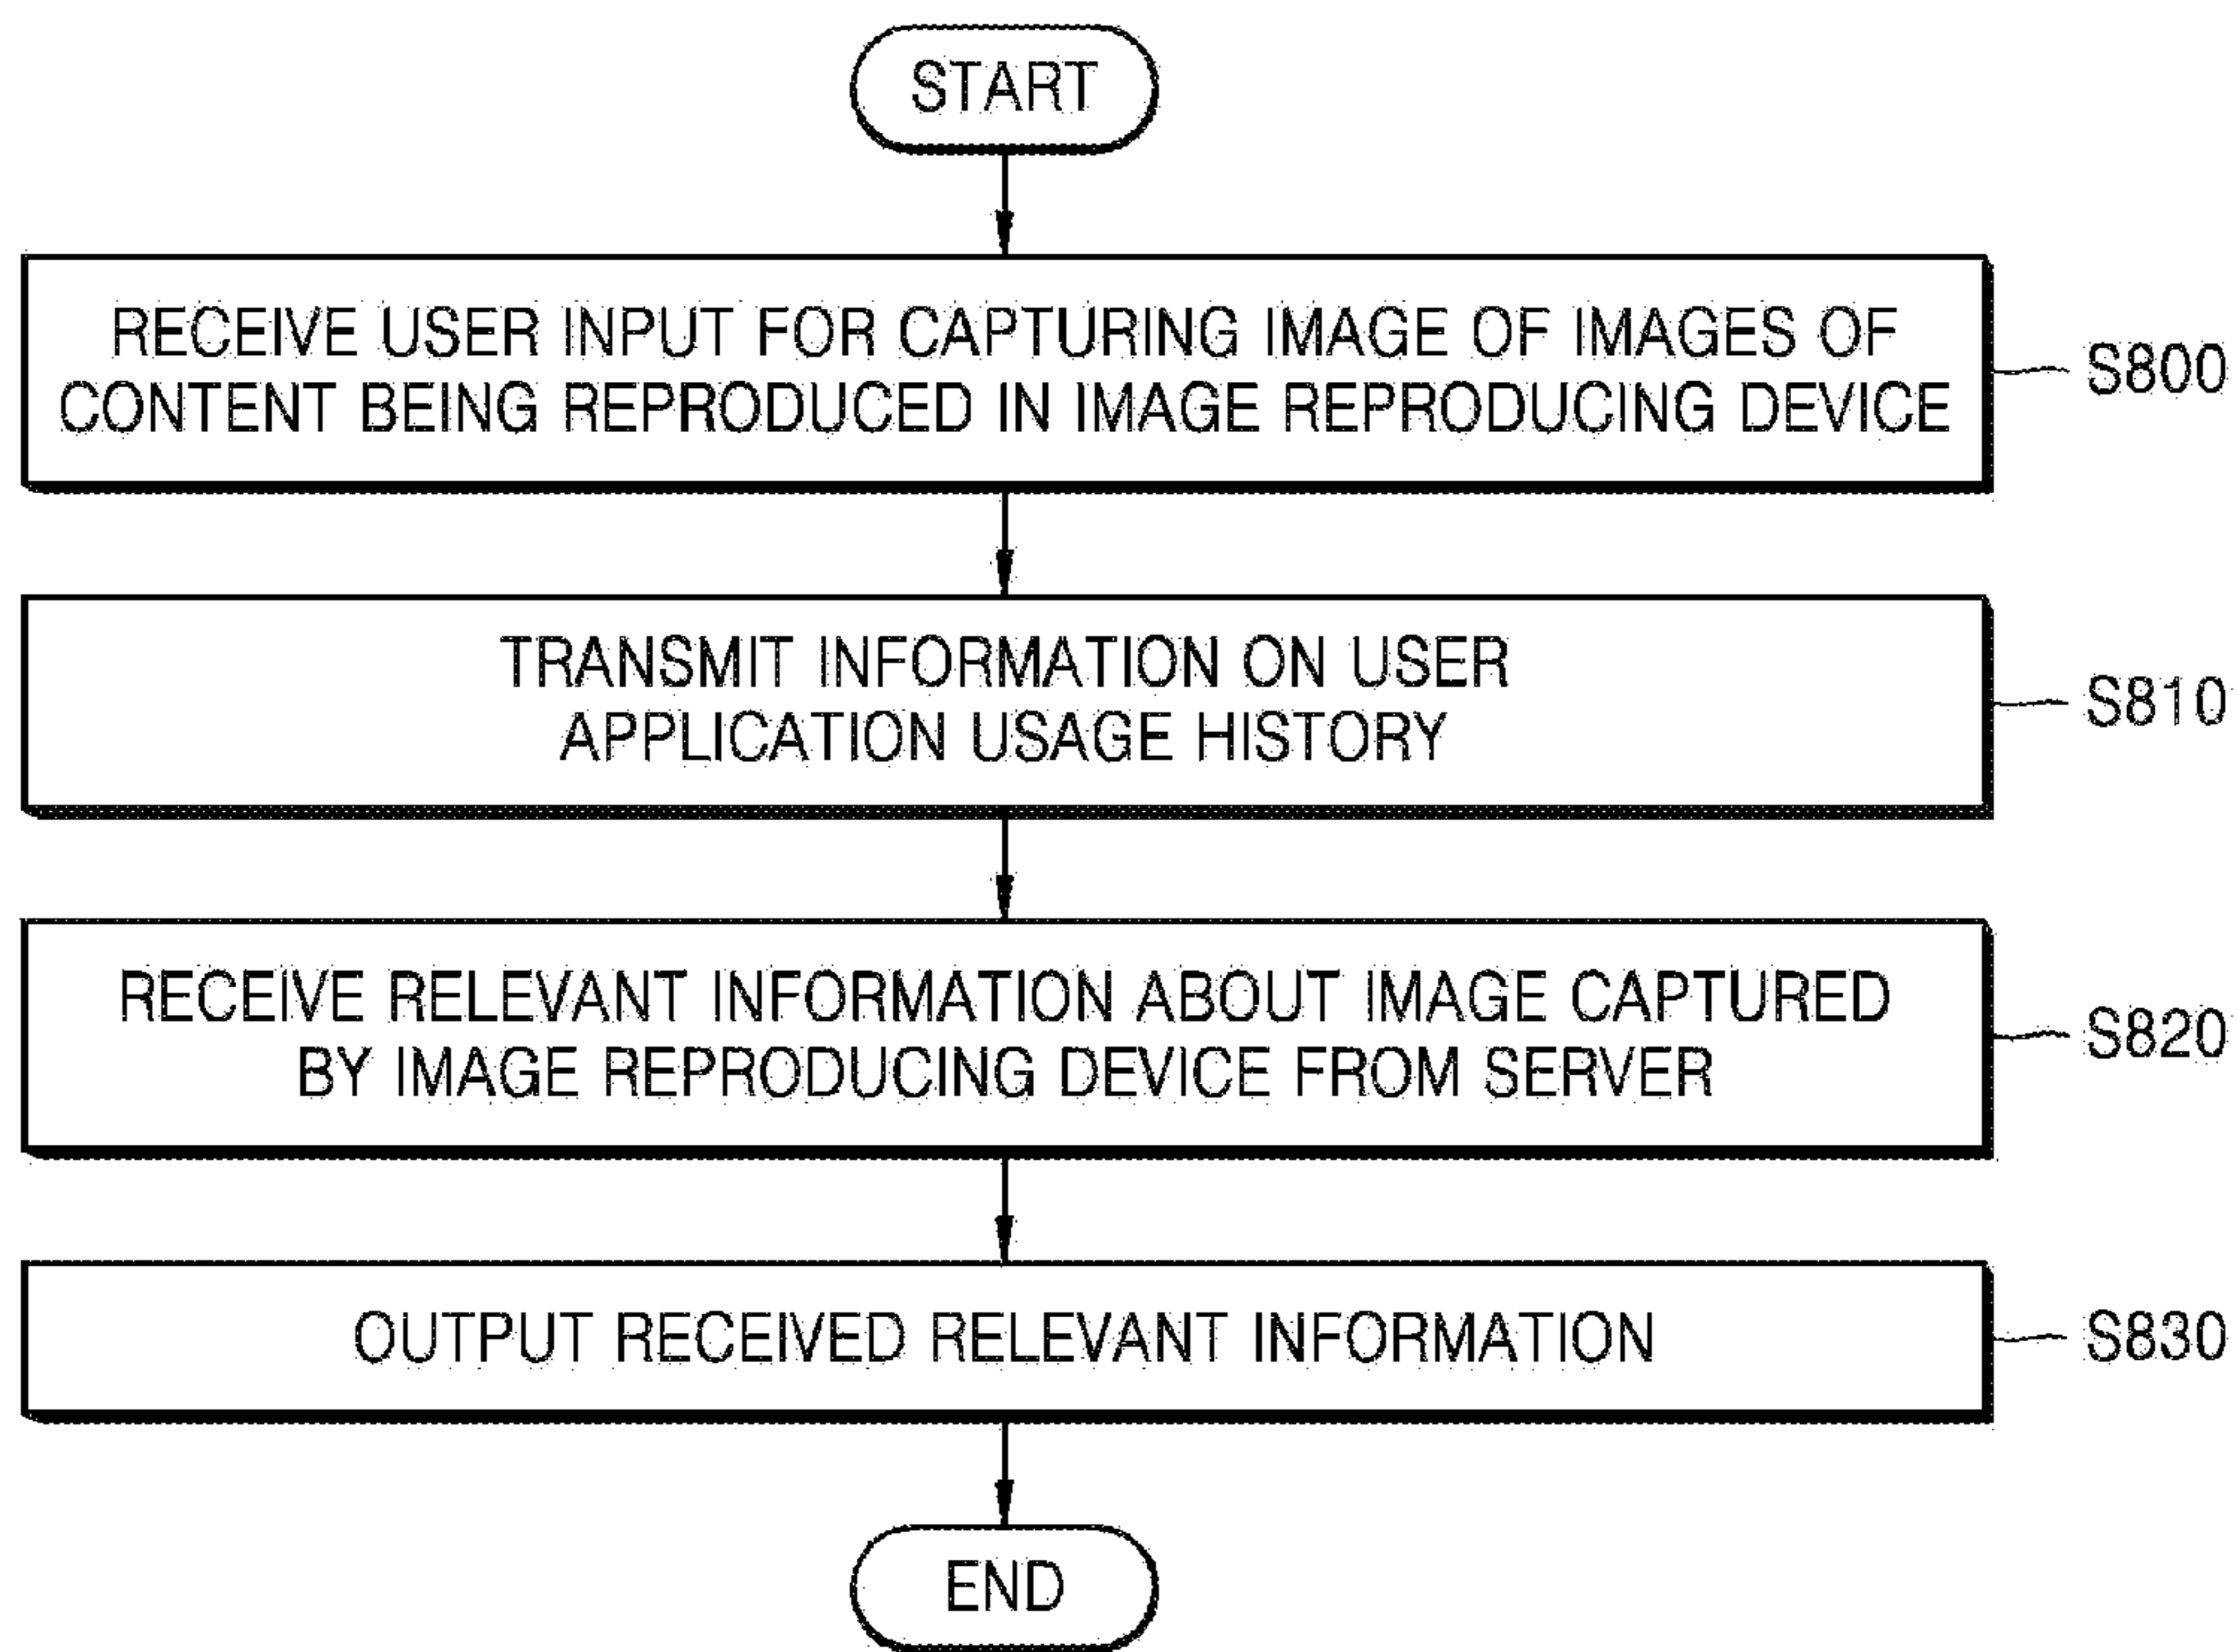 START
RECEIVE USER INPUT FOR CAPTURING IMAGE OF IMAGES OF
CONTENT BEING REPRODUCED IN IMAGE REPRODUCING DEVICE
S800
TRANSMIT INFORMATION ON USER
APPLICATION USAGE HISTORY
S810
RECEIVE RELEVANT INFORMATION ABOUT IMAGE CAPTURED
BY IMAGE REPRODUCING DEVICE FROM SERVER
S820
OUTPUT RECEIVED RELEVANT INFORMATION
S830
END